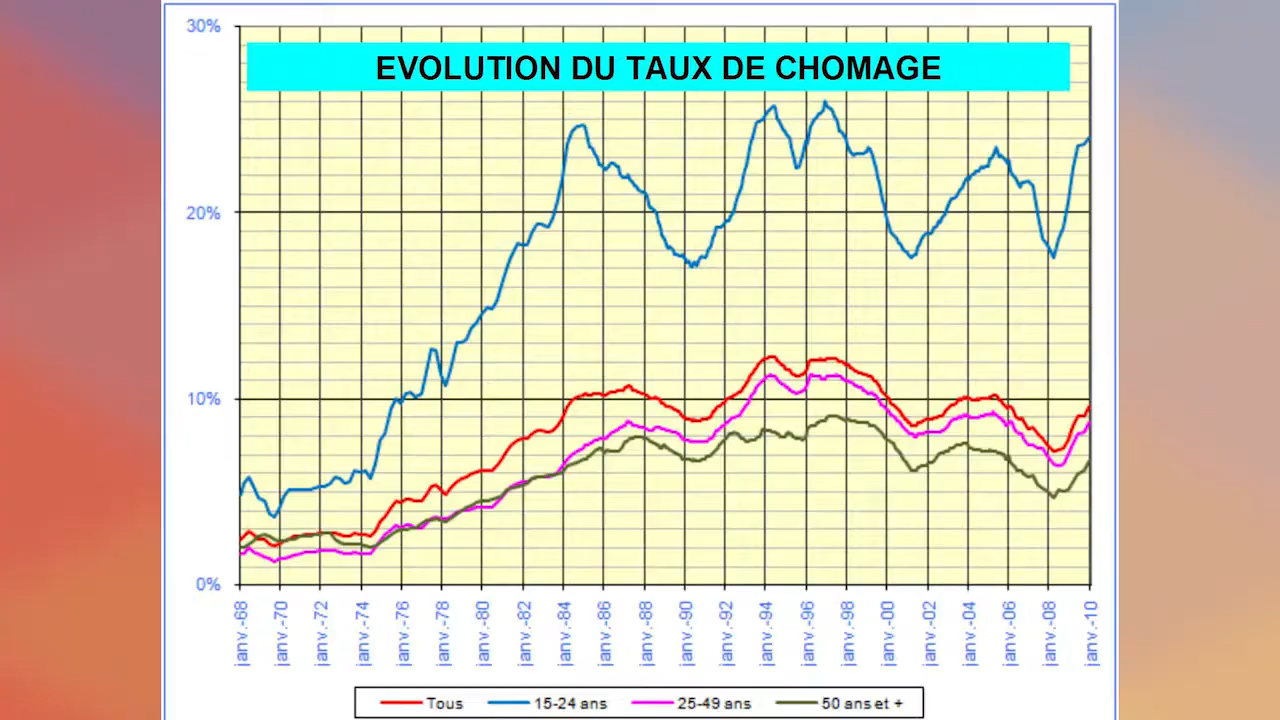 EVOLUTION DU TAUX DE CHOMAGE
30%
20%
10%
0%
janv.-68
janv.-70
janv.-72
janv.-74
janv.-76
janv.-78
janv.-80
janv.-82
janv.-84
janv.-86
janv.-88
janv.-90
janv.-92
janv.-94
janv.-96
janv.-98
janv.-00
janv.-02
janv.-04
janv.-06
janv.-08
janv.-10
Tous 15-24 ans 25-49 ans 50 ans et +